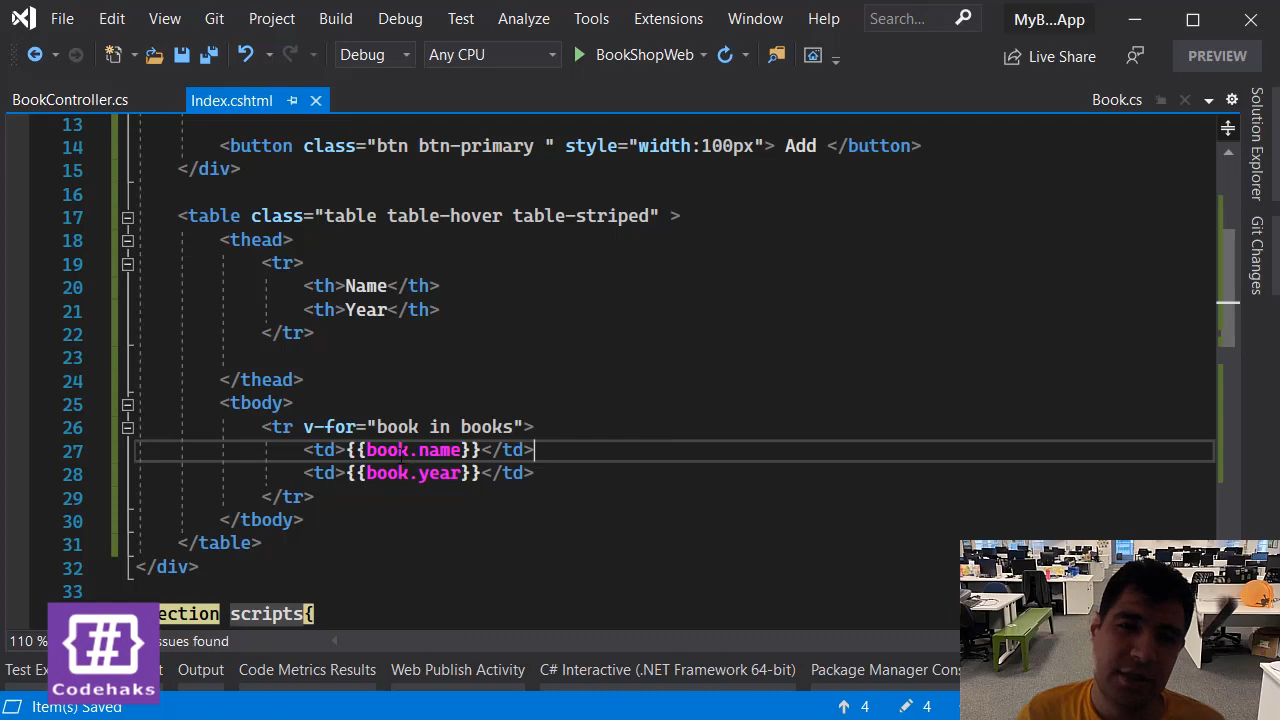 File Edit View Git Project Build Debug Test Analyze Tools Extensions Window Help Search... MyB...App
Debug Any CPU BookShopWeb Live Share PREVIEW
BookController.cs Index.cshtml Book.cs
13
14 <button class="btn btn-primary " style="width:100px"> Add </button>
15 </div>
16
17 <table class="table table-hover table-striped" >
18 <thead>
19 <tr>
20 <th>Name</th>
21 <th>Year</th>
22 </tr>
23
24 </thead>
25 <tbody>
26 <tr v-for="book in books">
27 <td>{{book.name}}</td>
28 <td>{{book.year}}</td>
29 </tr>
30 </tbody>
31 </table>
32 </div>
33
ection scripts{
Solution Explorer
Git Changes
#
Codehaks
110 % ssues found
Test Ex Output Code Metrics Results Web Publish Activity C# Interactive (.NET Framework 64-bit) Package Manager Cons
Item(s) Saved 4 4